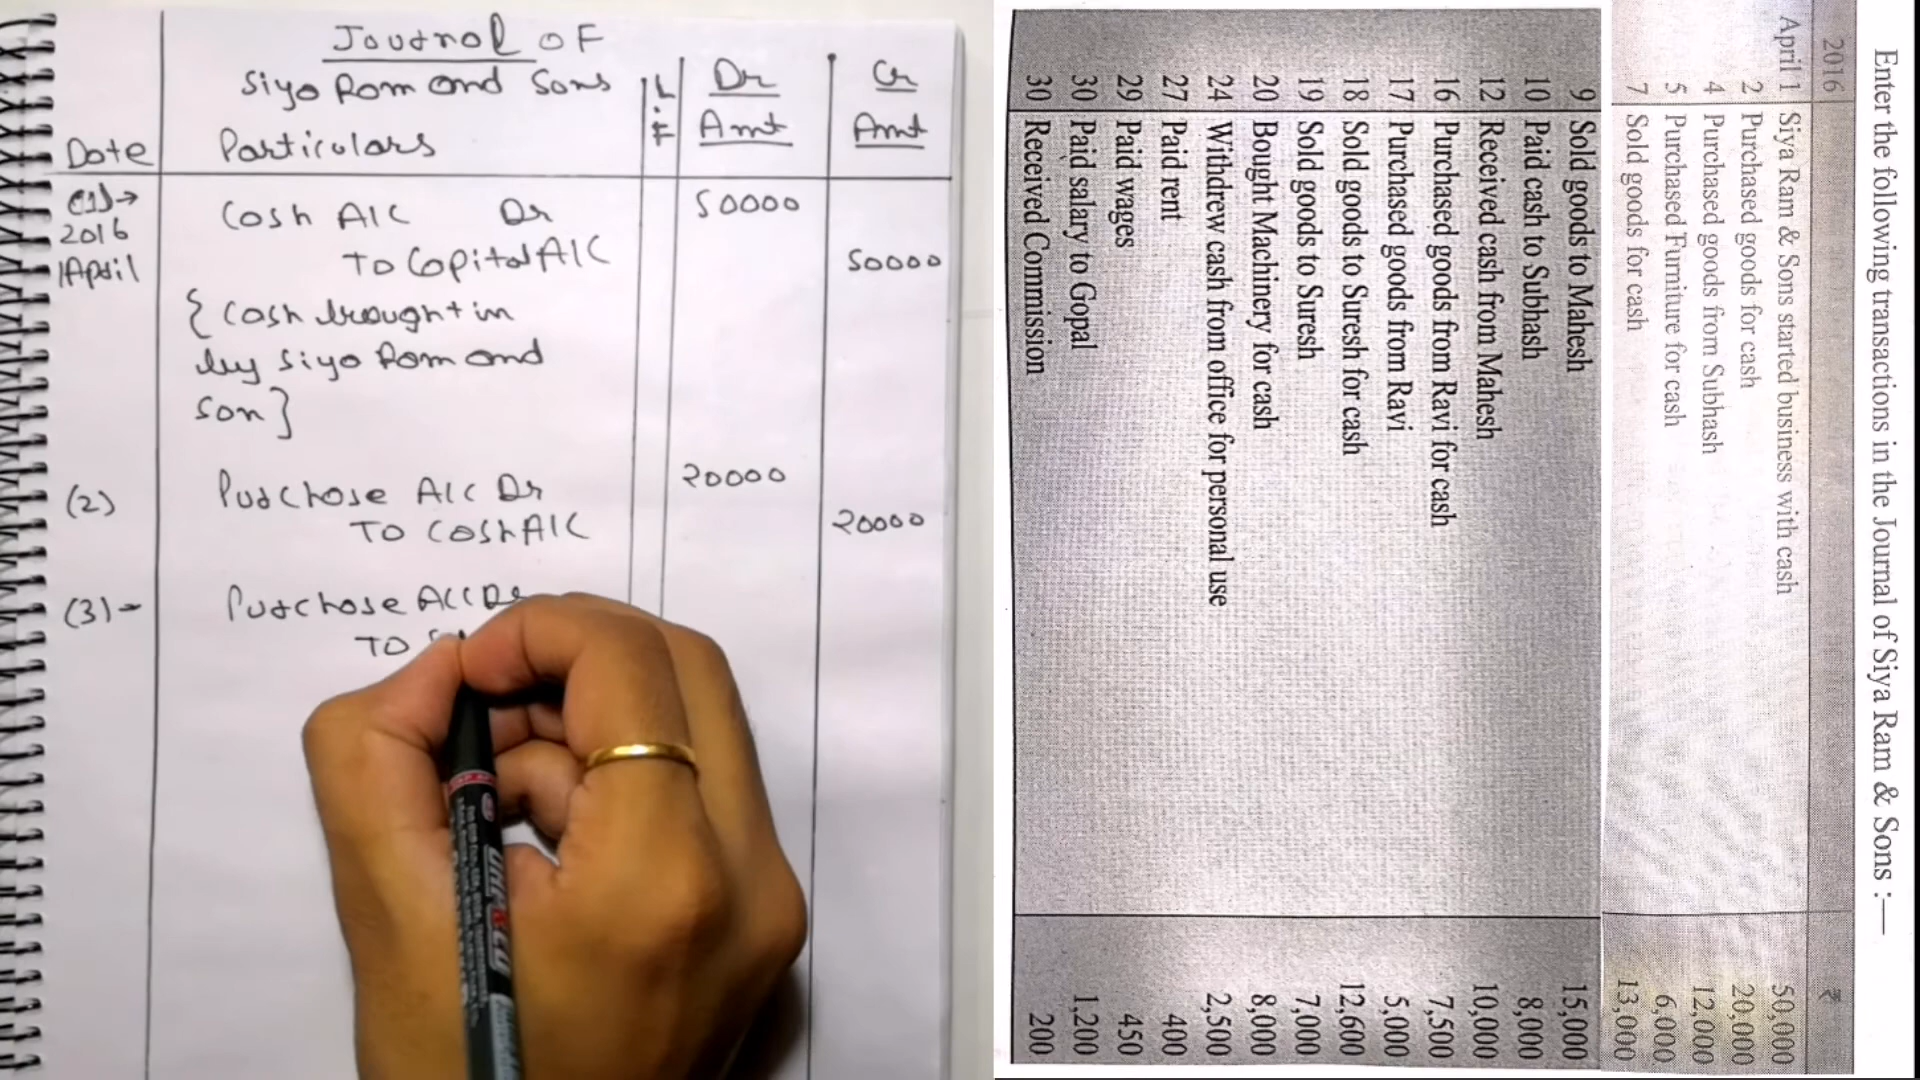 Journal of
Siya Ram and Sons
Date
Particulars
L.F
Dr
Amt
Cr
Amt
(1)→
2016
1April
Cash A/C Dr
50000
To Capital A/C
50000
{ Cash brought in
by Siya Ram and
Son }
(2)
Purchase A/C Dr
20000
To Cash A/C
20000
(3)-
Purchase A/C Dr
To
Enter the following transactions in the Journal of Siya Ram & Sons :—
2016 ₹
April 1 Siya Ram & Sons started business with cash 50,000
2 Purchased goods for cash 20,000
4 Purchased goods from Subhash 12,000
5 Purchased Furniture for cash 6,000
7 Sold goods for cash 13,000
9 Sold goods to Mahesh 15,000
10 Paid cash to Subhash 8,000
12 Received cash from Mahesh 10,000
16 Purchased goods from Ravi for cash 7,500
17 Purchased goods from Ravi 5,000
18 Sold goods to Suresh for cash 12,600
19 Sold goods to Suresh 7,000
20 Bought Machinery for cash 8,000
24 Withdrew cash from office for personal use 2,500
27 Paid rent 400
29 Paid wages 450
30 Paid salary to Gopal 1,200
30 Received Commission 200